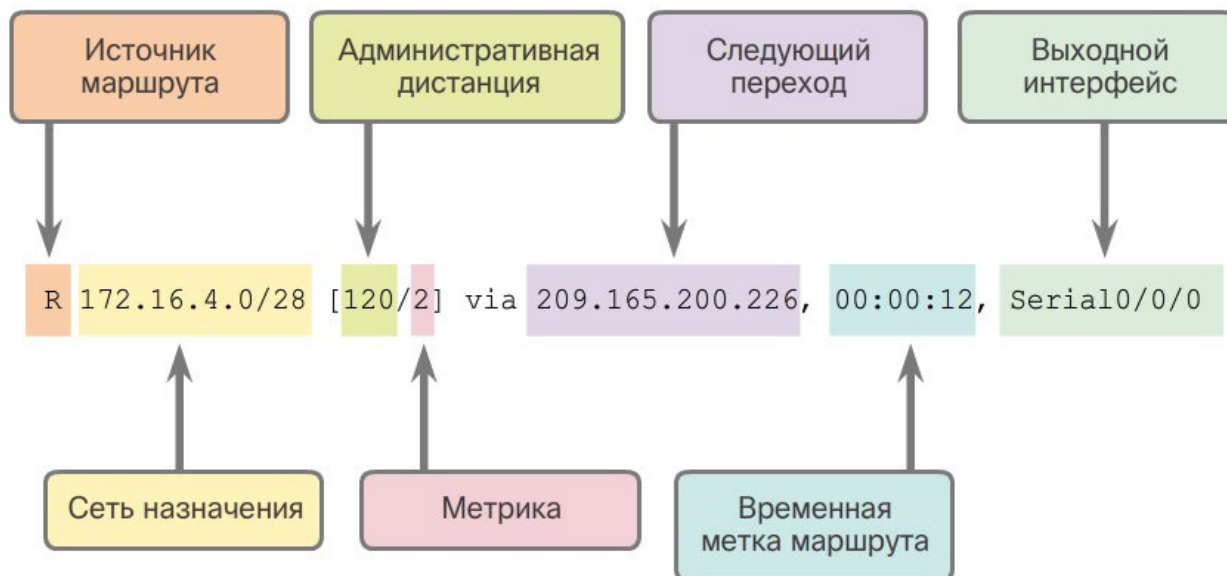 Источник
маршрута
Административная
дистанция
Следующий
переход
Выходной
интерфейс
R 172.16.4.0/28 [120/2] via 209.165.200.226, 00:00:12, Serial0/0/0
Сеть назначения
Метрика
Временная
метка маршрута